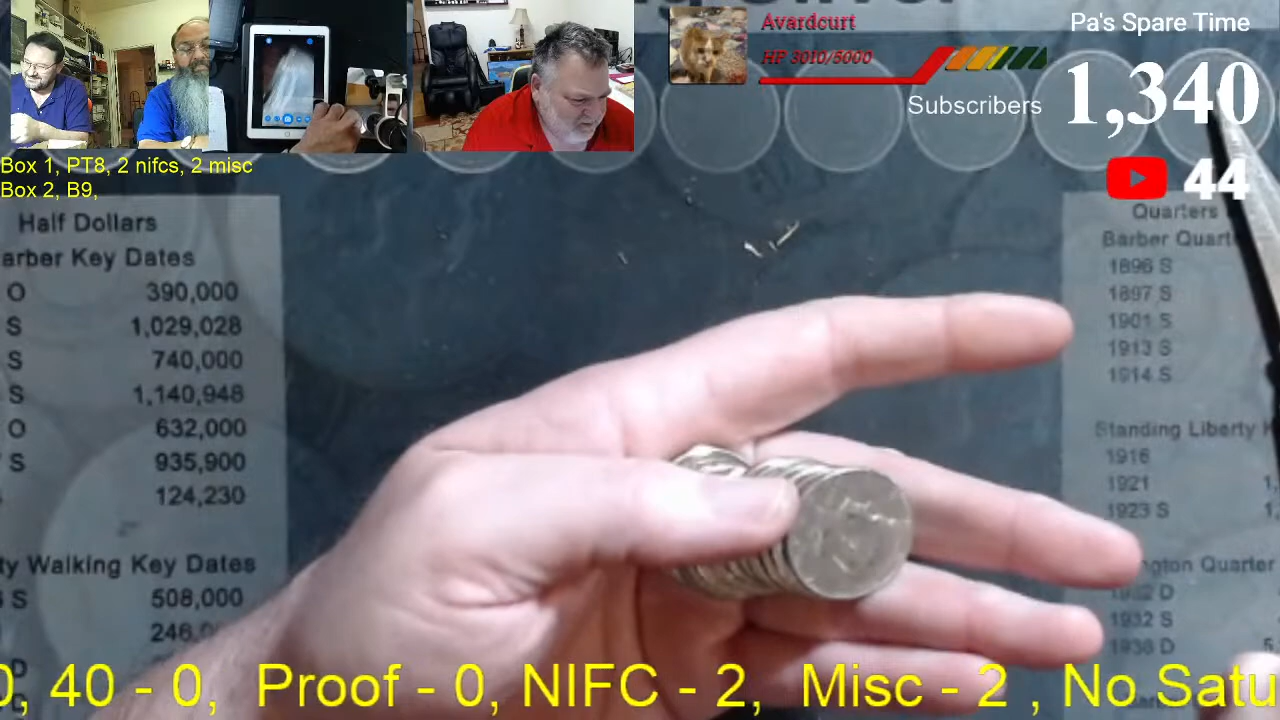 Avardcurt
HP 3010/5000
Pa's Spare Time
Subscribers 1,340
44
Box 1, PT8, 2 nifcs, 2 misc
Box 2, B9,
Half Dollars
arber Key Dates
O 390,000
S 1,029,028
S 740,000
S 1,140,948
O 632,000
S 935,900
124,230
ty Walking Key Dates
S 508,000
246,0
D
Quarters
Barber Quart
1896 S
1897 S
1901 S
1913 S
1914 S
Standing Liberty K
1916
1921 1,
1923 S
ngton Quarter
1932 D
1932 S
1938 D 5,
0, 40 - 0, Proof - 0, NIFC - 2, Misc - 2 , No Satu